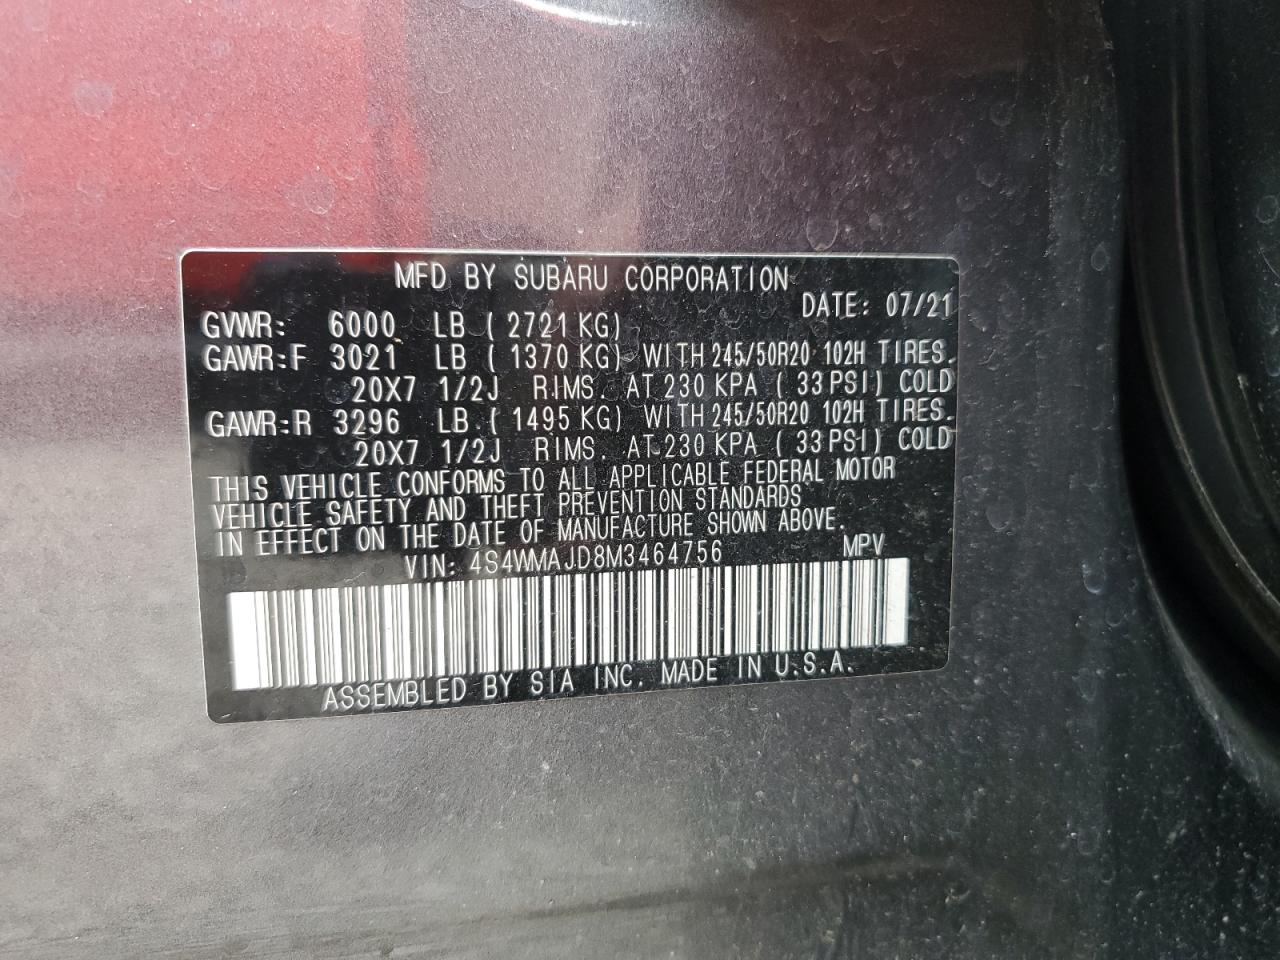 MFD BY SUBARU CORPORATION
DATE: 07/21
GVWR: 6000 LB ( 2721 KG)
GAWR:F 3021 LB ( 1370 KG) WITH 245/50R20 102H TIRES.
20X7 1/2J RIMS. AT 230 KPA ( 33 PSI) COLD
GAWR:R 3296 LB ( 1495 KG) WITH 245/50R20 102H TIRES.
20X7 1/2J RIMS. AT 230 KPA ( 33 PSI) COLD
THIS VEHICLE CONFORMS TO ALL APPLICABLE FEDERAL MOTOR
VEHICLE SAFETY AND THEFT PREVENTION STANDARDS
IN EFFECT ON THE DATE OF MANUFACTURE SHOWN ABOVE.
VIN: 4S4WMAJD8M3464756 MPV
ASSEMBLED BY SIA INC. MADE IN U.S.A.